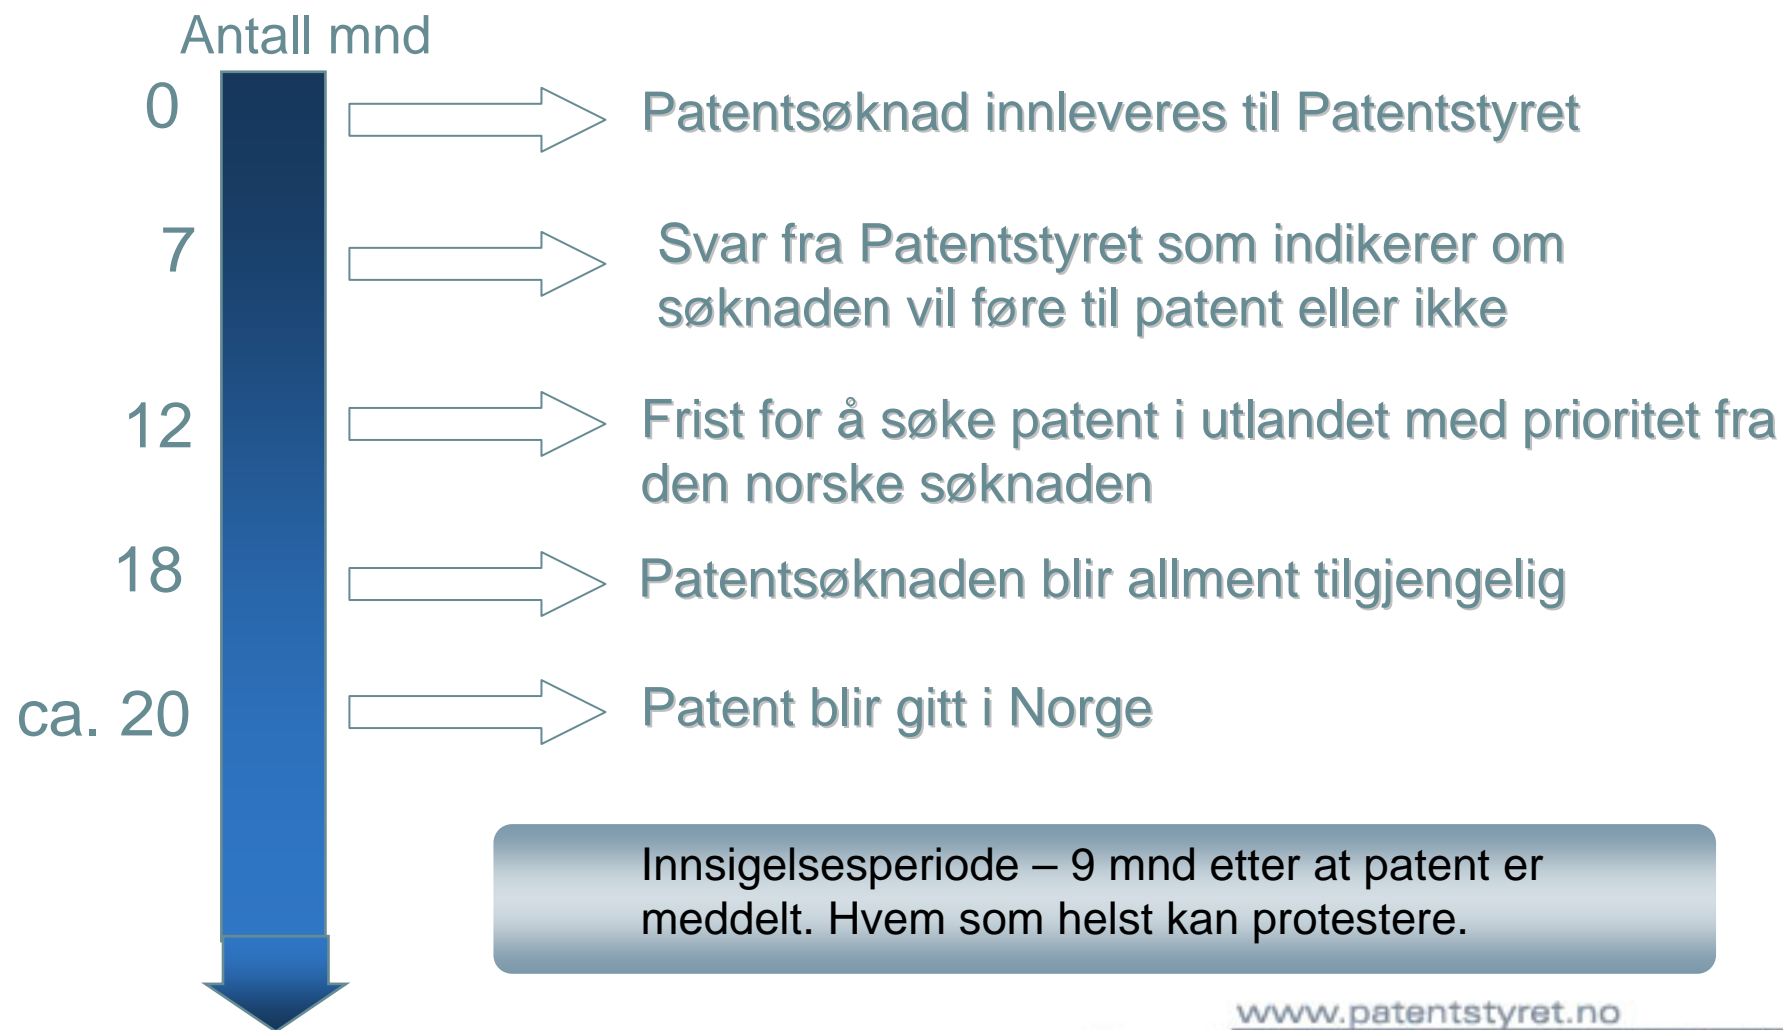 Antall mnd
0
Patentsøknad innleveres til Patentstyret
7
Svar fra Patentstyret som indikerer om
søknaden vil føre til patent eller ikke
12
Frist for å søke patent i utlandet med prioritet fra
den norske søknaden
18
Patentsøknaden blir allment tilgjengelig
ca. 20
Patent blir gitt i Norge
Innsigelsesperiode – 9 mnd etter at patent er
meddelt. Hvem som helst kan protestere.
www.patentstyret.no